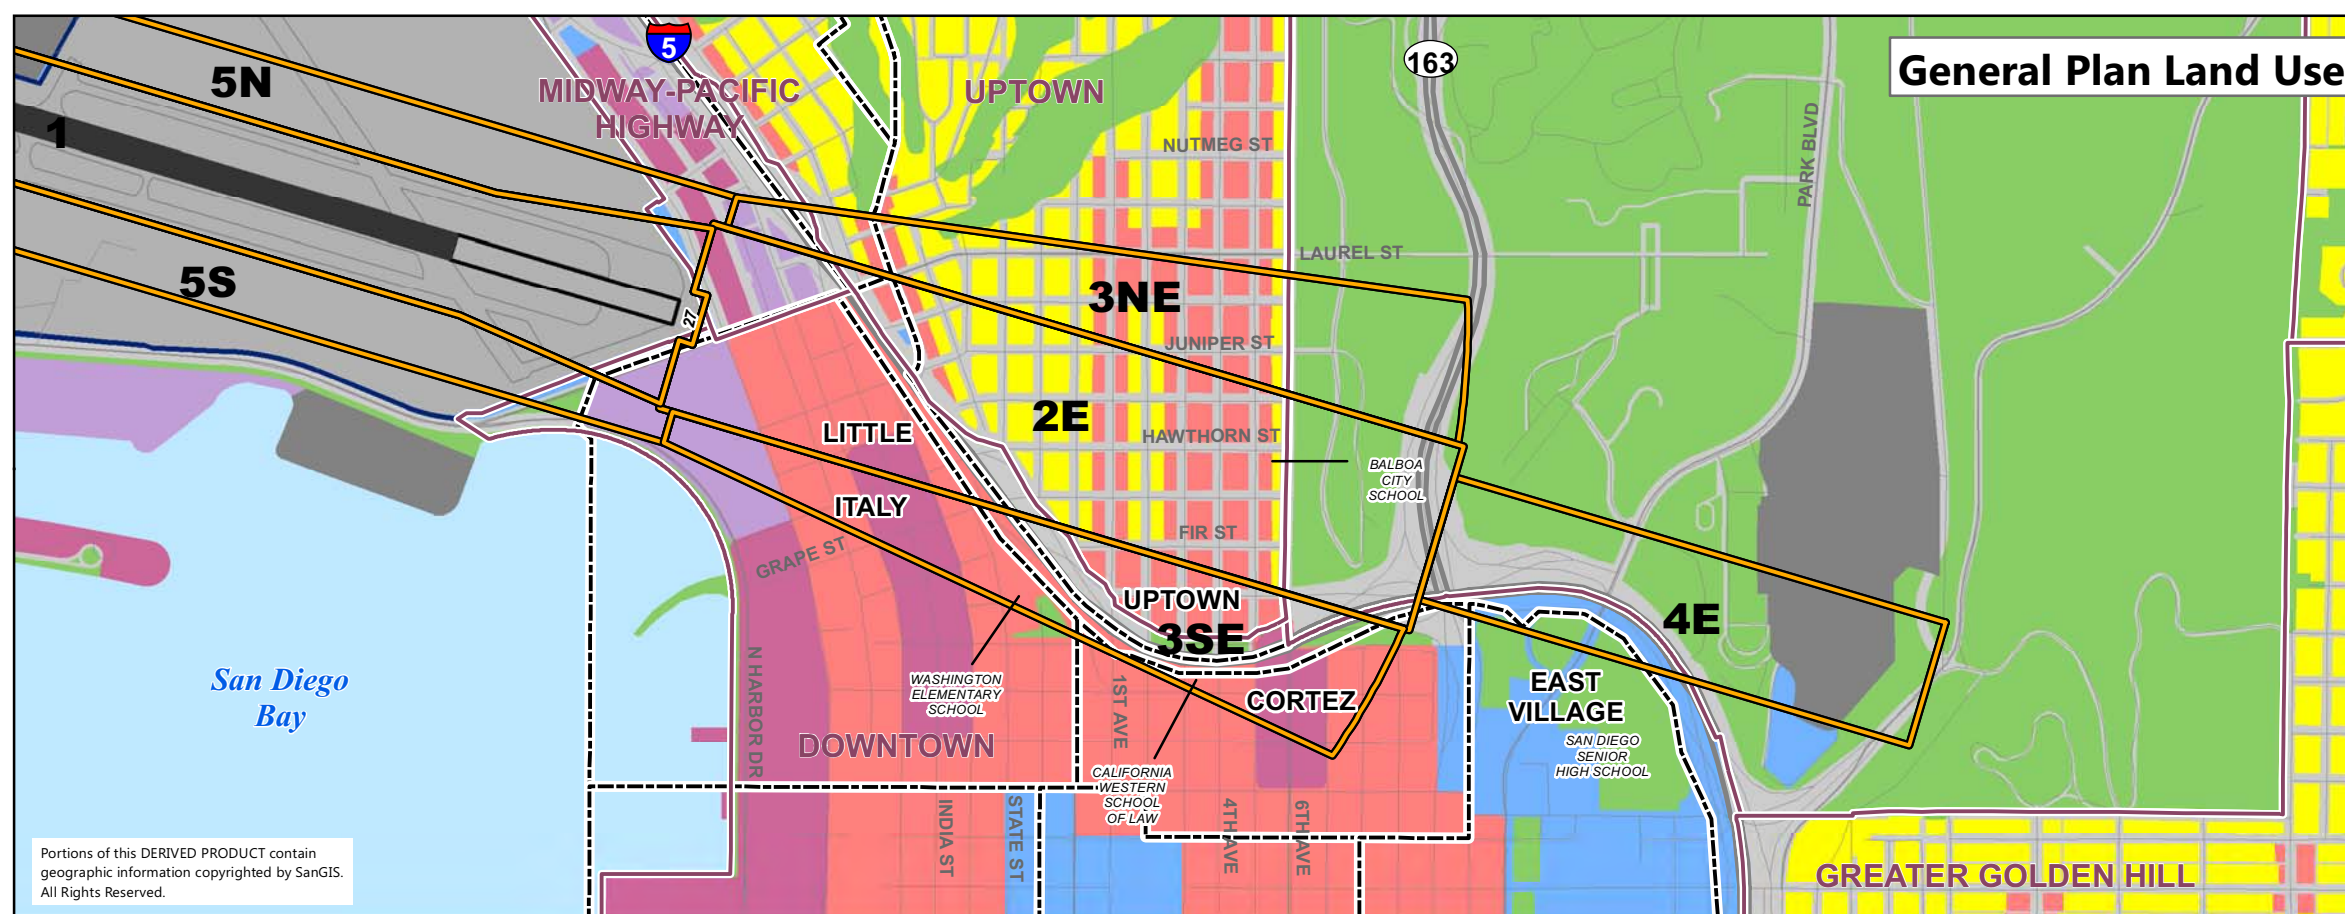 General Plan Land Use
5
163
5N
1
5S
MIDWAY-PACIFIC
HIGHWAY
UPTOWN
NUTMEG ST
PARK BLVD
LAUREL ST
3NE
27
JUNIPER ST
2E
LITTLE
ITALY
HAWTHORN ST
BALBOA
CITY
SCHOOL
GRAPE ST
FIR ST
UPTOWN
3SE
4E
CORTEZ
EAST
VILLAGE
SAN DIEGO
SENIOR
HIGH SCHOOL
WASHINGTON
ELEMENTARY
SCHOOL
San Diego
Bay
N HARBOR DR
DOWNTOWN
1ST AVE
CALIFORNIA
WESTERN
SCHOOL
OF LAW
INDIA ST
STATE ST
4TH AVE
6TH AVE
GREATER GOLDEN HILL
Portions of this DERIVED PRODUCT contain
geographic information copyrighted by SanGIS.
All Rights Reserved.